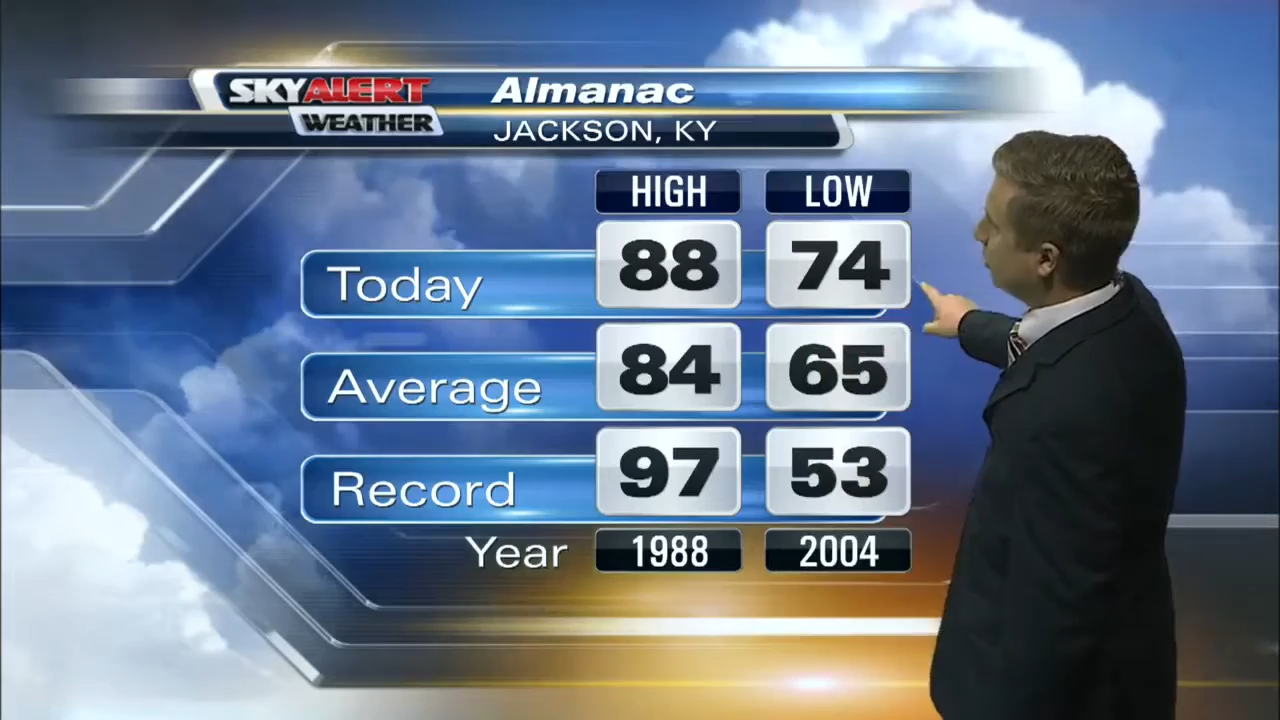 SKYALERT
WEATHER
Almanac
JACKSON, KY
HIGH LOW
Today 88 74
Average 84 65
Record 97 53
Year 1988 2004